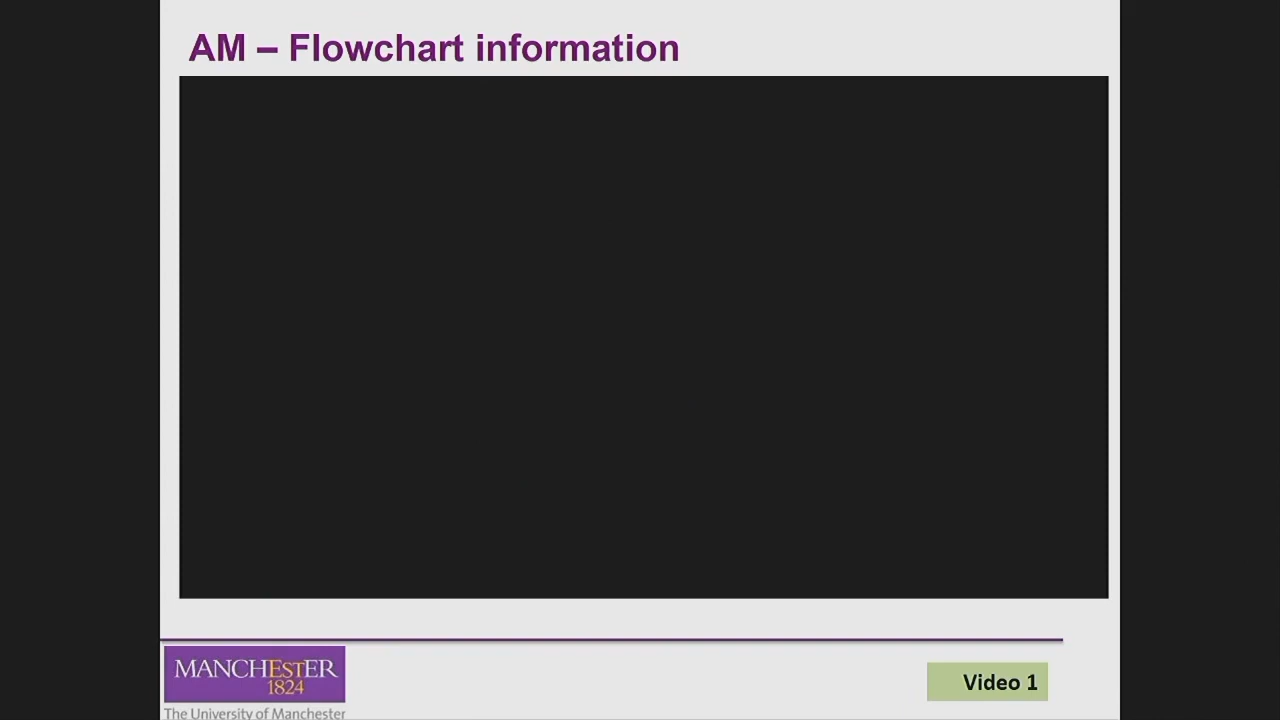 AM – Flowchart information
MANCHESTER
1824
The University of Manchester
Video 1